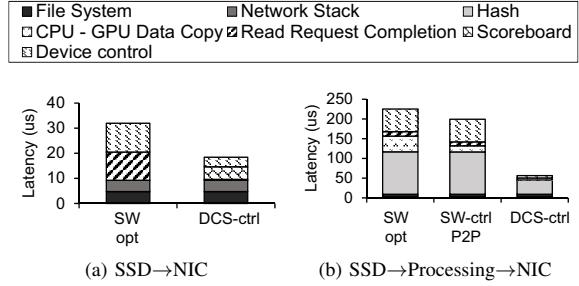 File System Network Stack Hash
CPU - GPU Data Copy Read Request Completion Scoreboard
Device control
Latency (us)
40
30
20
10
0
SW opt
DCS-ctrl
(a) SSD→NIC
Latency (us)
250
200
150
100
50
0
SW opt
SW-ctrl P2P
DCS-ctrl
(b) SSD→Processing→NIC